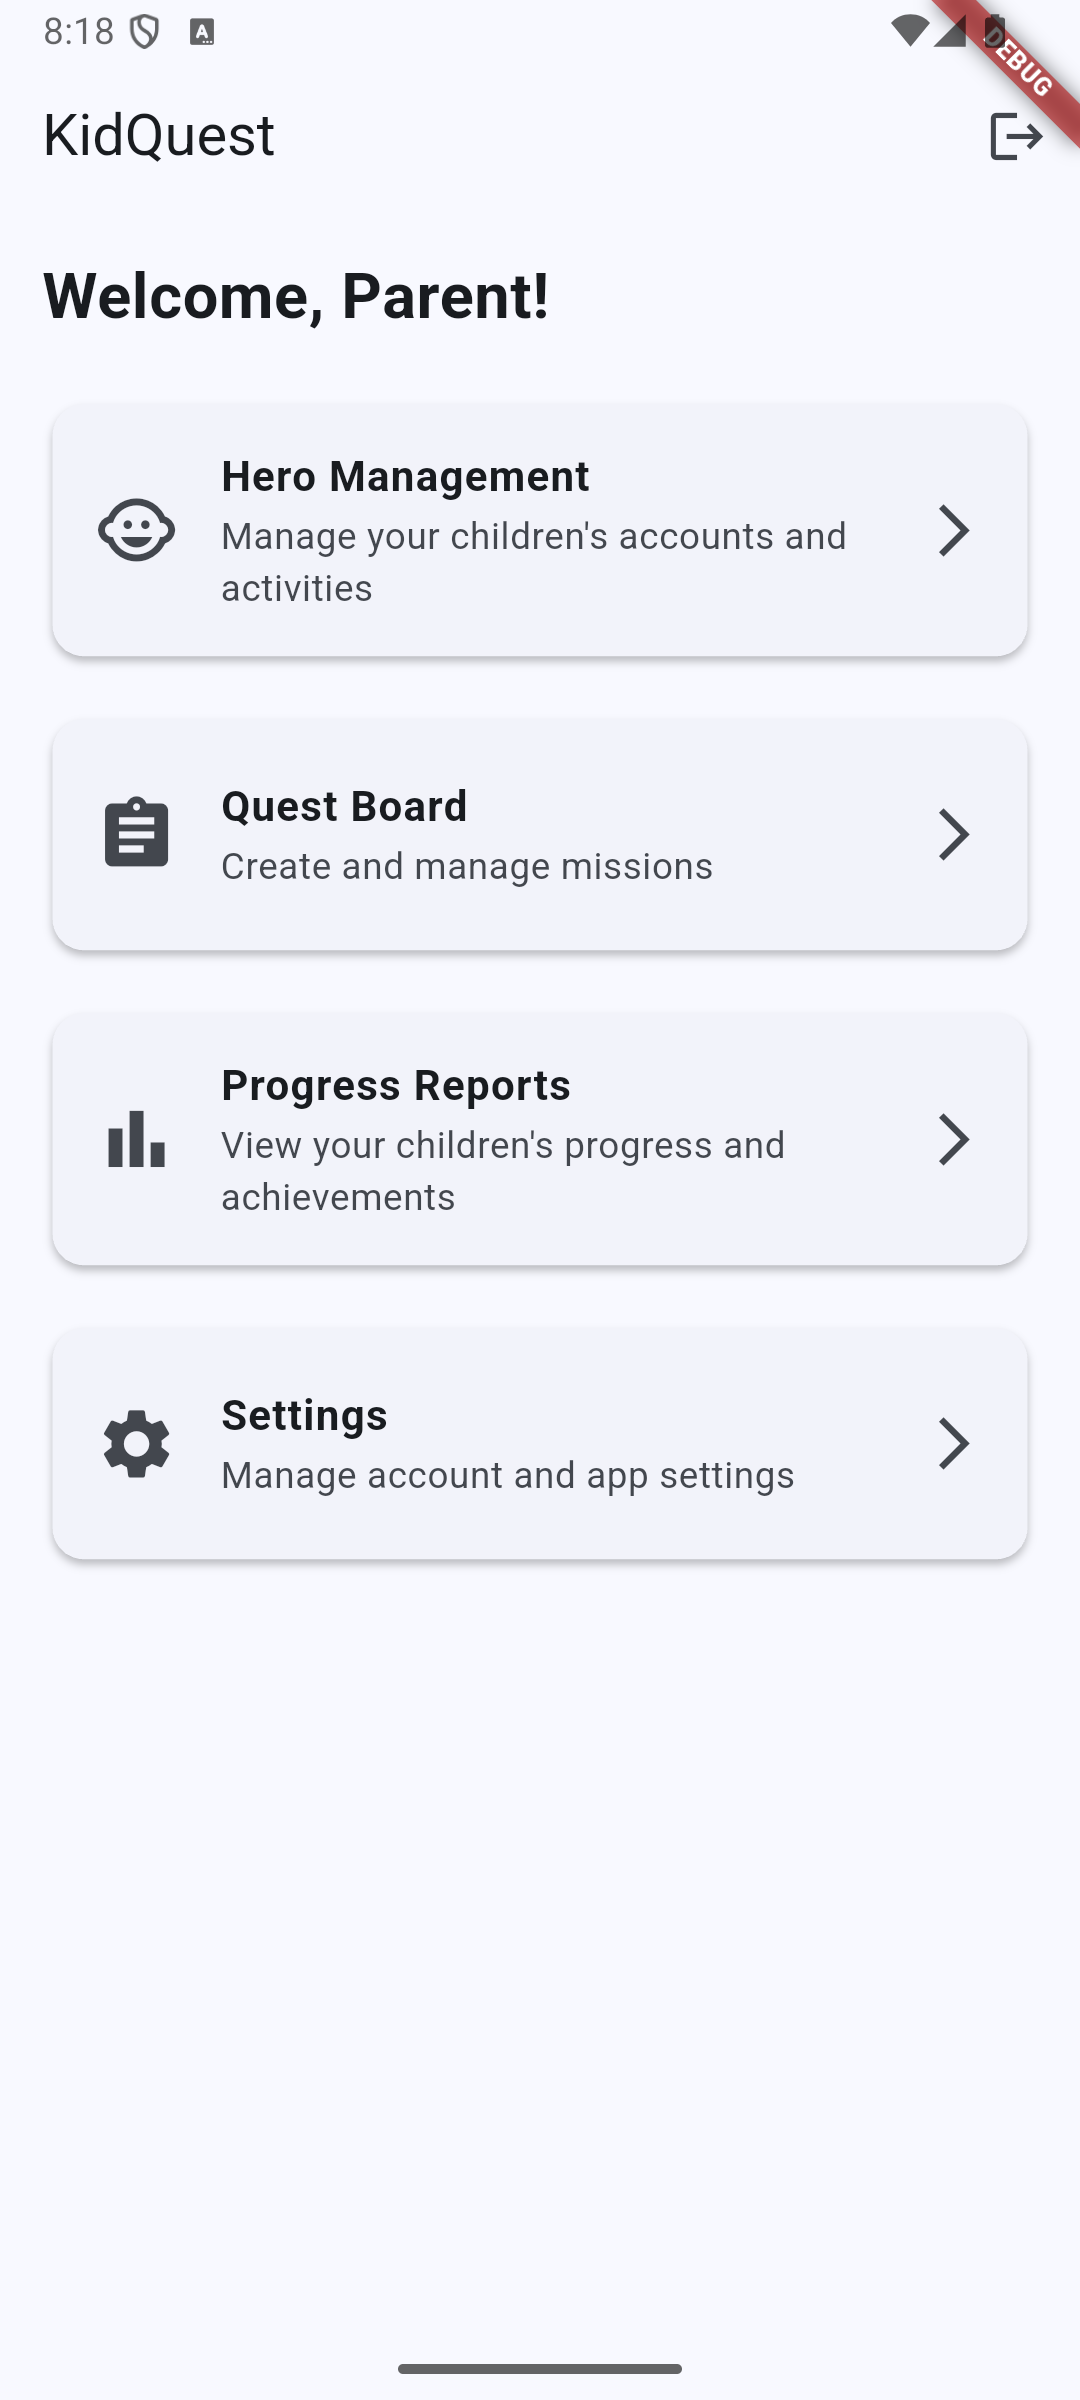 8:18
DEBUG
KidQuest
Welcome, Parent!
Hero Management
Manage your children's accounts and
activities
Quest Board
Create and manage missions
Progress Reports
View your children's progress and
achievements
Settings
Manage account and app settings